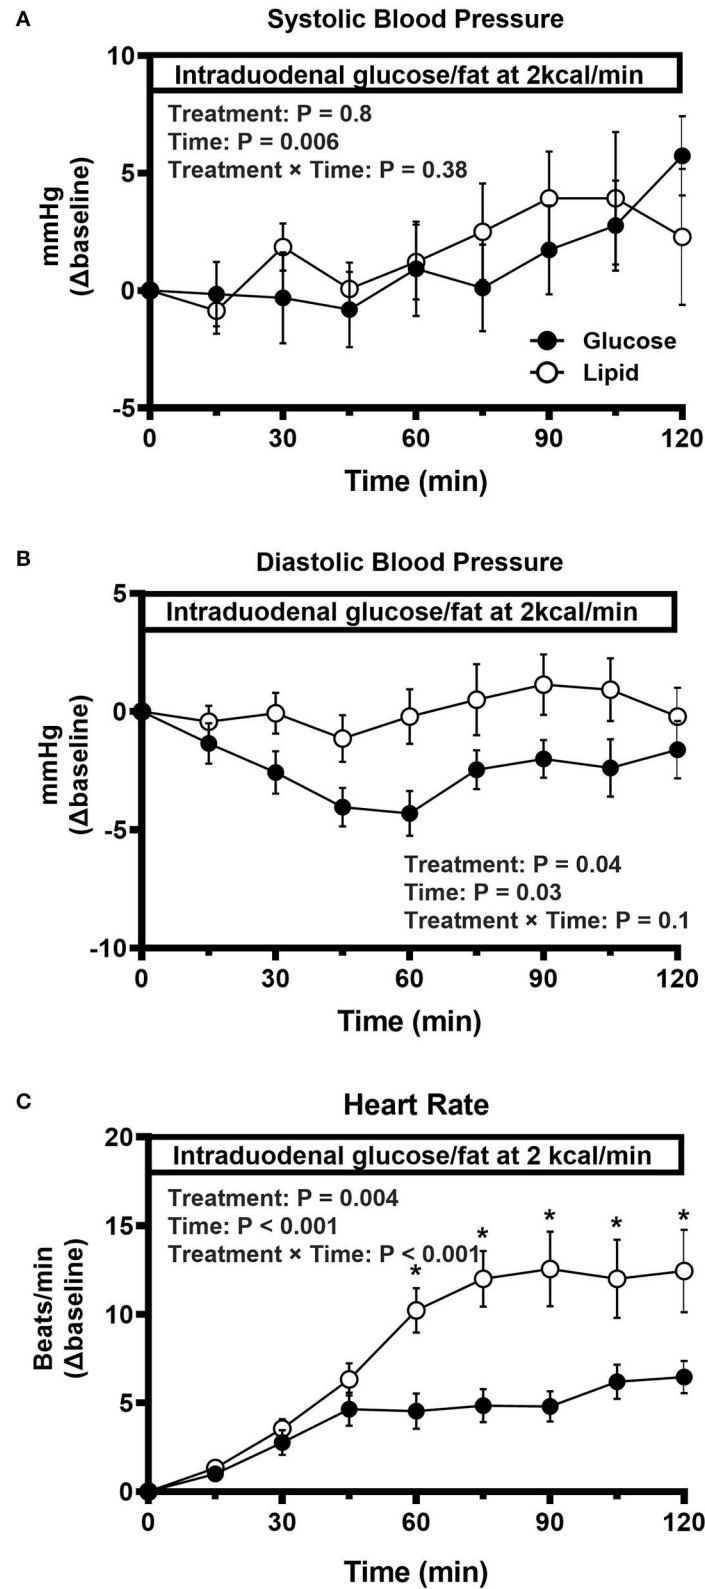 A
Systolic Blood Pressure
10
Intraduodenal glucose/fat at 2kcal/min
Treatment: P = 0.8
Time: P = 0.006
Treatment × Time: P = 0.38
5
mmHg
(Δbaseline)
0
Glucose
Lipid
-5
0 30 60 90 120
Time (min)
B
Diastolic Blood Pressure
5
Intraduodenal glucose/fat at 2kcal/min
0
mmHg
(Δbaseline)
-5
Treatment: P = 0.04
Time: P = 0.03
Treatment × Time: P = 0.1
-10
0 30 60 90 120
Time (min)
C
Heart Rate
20
Intraduodenal glucose/fat at 2 kcal/min
Treatment: P = 0.004
Time: P < 0.001
Treatment × Time: P < 0.001
* * * * *
15
Beats/min
(Δbaseline)
10
5
0
0 30 60 90 120
Time (min)